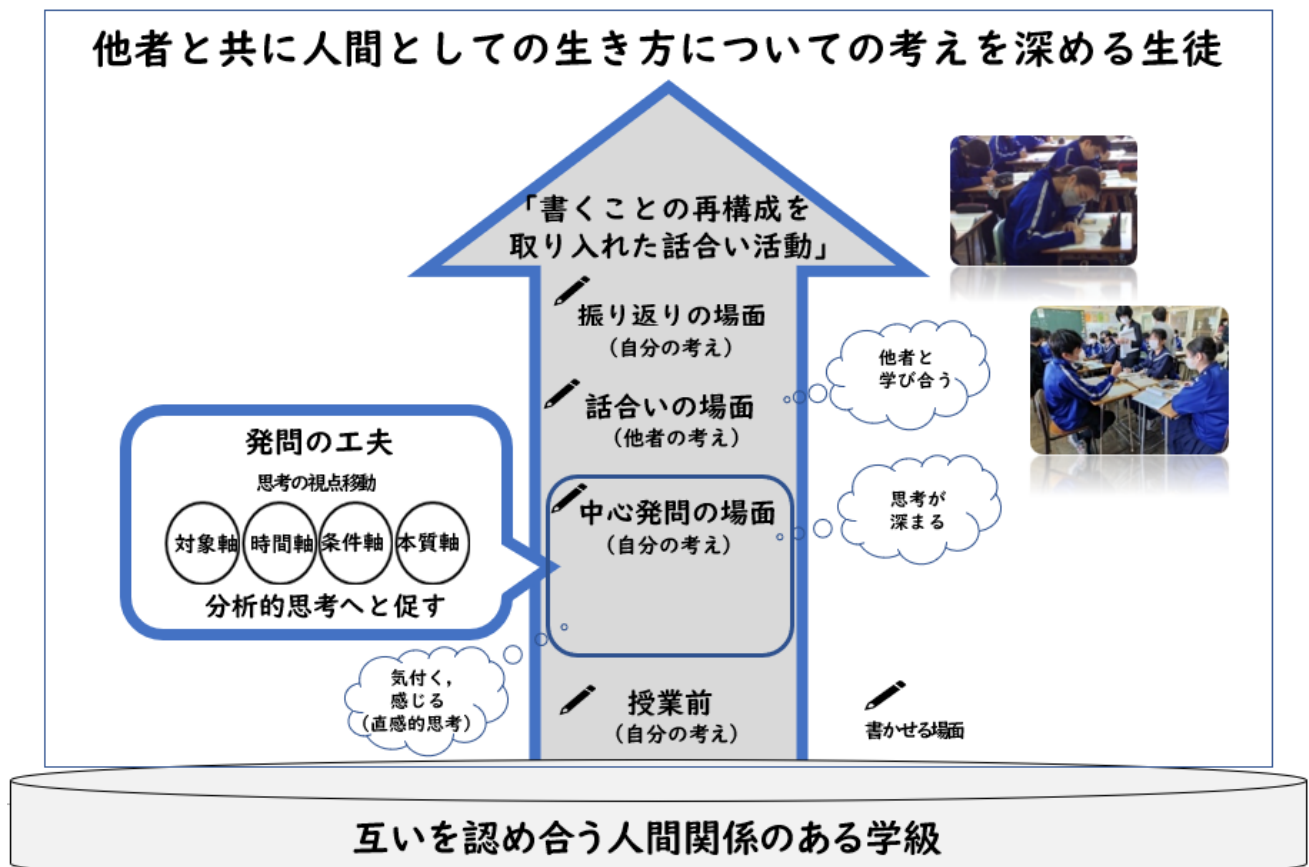 他者と共に人間としての生き方についての考えを深める生徒
「書くことの再構成を
取り入れた話合い活動」
振り返りの場面
(自分の考え)
他者と
学び合う
話合いの場面
(他者の考え)
発問の工夫
思考の視点移動
対象軸 時間軸 条件軸 本質軸
分析的思考へと促す
中心発問の場面
(自分の考え)
思考が
深まる
気付く,
感じる
(直感的思考)
授業前
(自分の考え)
書かせる場面
互いを認め合う人間関係のある学級